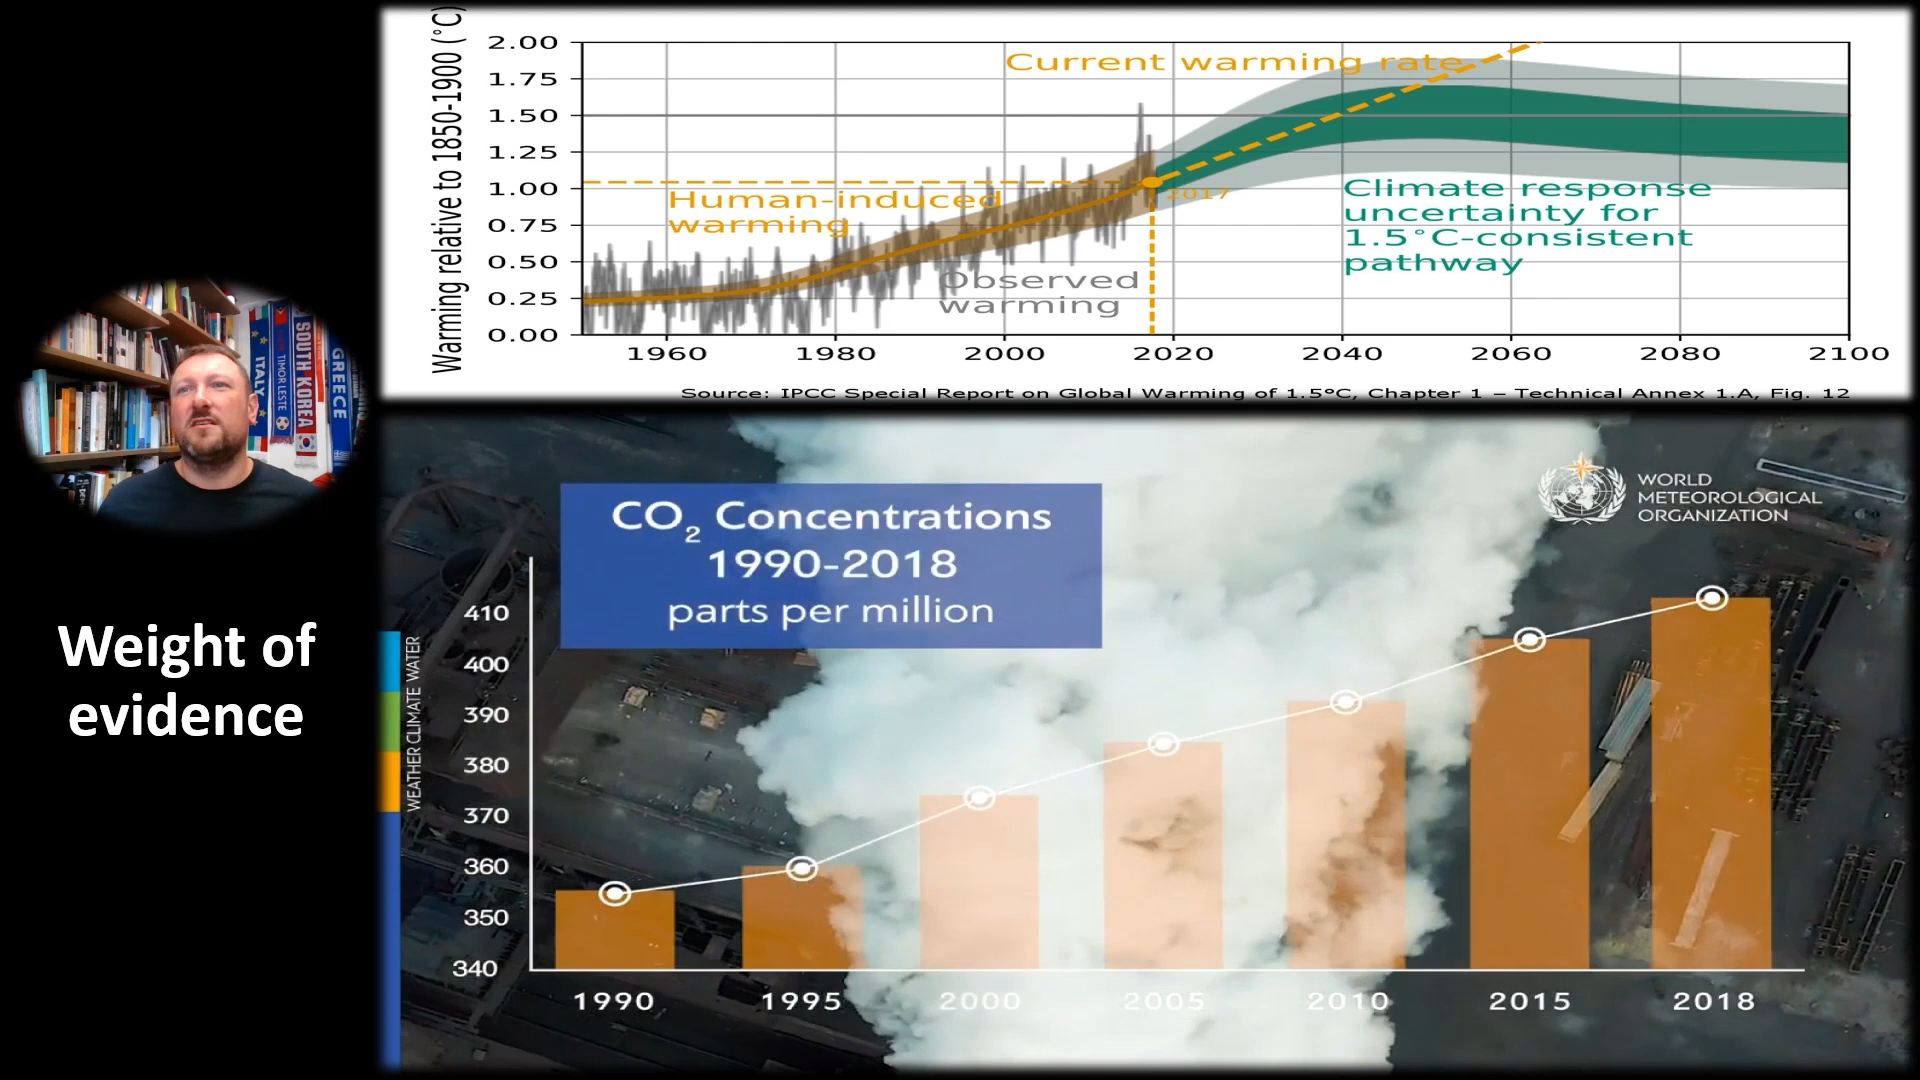 Warming relative to 1850-1900 (°C)
2.00
1.75
1.50
1.25
1.00
0.75
0.50
0.25
0.00
Current warming rate
Human-induced
warming
2017
Observed
warming
Climate response
uncertainty for
1.5°C-consistent
pathway
1960 1980 2000 2020 2040 2060 2080 2100
Source: IPCC Special Report on Global Warming of 1.5°C, Chapter 1 – Technical Annex 1.A, Fig. 12
ITALY
TIMOR LESTE
SOUTH KOREA
GREECE
Weight of
evidence
WEATHER CLIMATE WATER
CO₂ Concentrations
1990-2018
parts per million
WORLD
METEOROLOGICAL
ORGANIZATION
410
400
390
380
370
360
350
340
1990 1995 2000 2005 2010 2015 2018